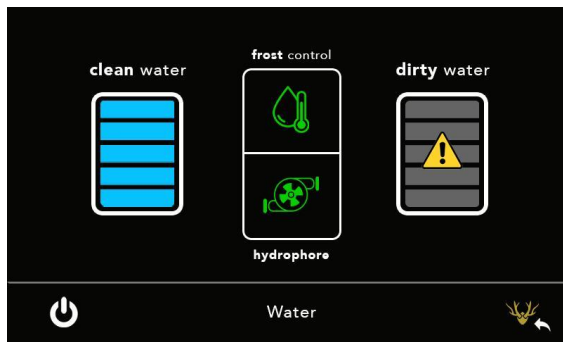 frost control
clean water
dirty water
hydrophore
Water